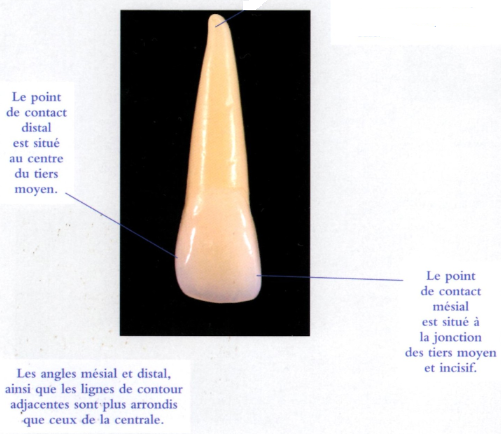 Le point
de contact
distal
est situé
au centre
du tiers
moyen.
Le point
de contact
mésial
est situé à
la jonction
des tiers moyen
et incisif.
Les angles mésial et distal,
ainsi que les lignes de contour
adjacentes sont plus arrondis
que ceux de la centrale.